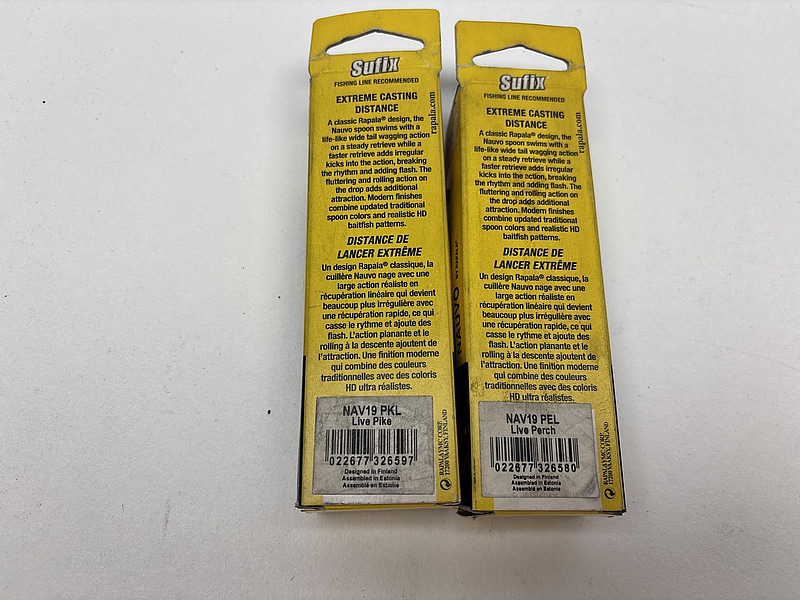 Sufix
FISHING LINE RECOMMENDED
EXTREME CASTING
DISTANCE
A classic Rapala® design, the
Nauvo spoon swims with a
life-like wide tail wagging action
on a steady retrieve while a
faster retrieve adds irregular
kicks into the action, breaking
the rhythm and adding flash. The
fluttering and rolling action on
the drop adds additional
attraction. Modern finishes
combine updated traditional
spoon colors and realistic HD
baitfish patterns.
DISTANCE DE
LANCER EXTRÊME
Un design Rapala® classique, la
cuillère Nauvo nage avec une
large action réaliste en
récupération linéaire qui devient
beaucoup plus irrégulière avec
une récupération rapide, ce qui
casse le rythme et ajoute des
flash. L'action planante et le
rolling à la descente ajoutent de
l'attraction. Une finition moderne
qui combine des couleurs
traditionnelles avec des coloris
HD ultra réalistes.
rapala.com
NAV19 PKL
Live Pike
022677 326597
Designed in Finland
Assembled in Estonia
Assemblé en Estonie
RAPALA VMC CORP.
17200 VÄÄKSY, FINLAND
Sufix
FISHING LINE RECOMMENDED
EXTREME CASTING
DISTANCE
A classic Rapala® design, the
Nauvo spoon swims with a
life-like wide tail wagging action
on a steady retrieve while a
faster retrieve adds irregular
kicks into the action, breaking
the rhythm and adding flash. The
fluttering and rolling action on
the drop adds additional
attraction. Modern finishes
combine updated traditional
spoon colors and realistic HD
baitfish patterns.
DISTANCE DE
LANCER EXTRÊME
Un design Rapala® classique, la
cuillère Nauvo nage avec une
large action réaliste en
récupération linéaire qui devient
beaucoup plus irrégulière avec
une récupération rapide, ce qui
casse le rythme et ajoute des
flash. L'action planante et le
rolling à la descente ajoutent de
l'attraction. Une finition moderne
qui combine des couleurs
traditionnelles avec des coloris
HD ultra réalistes.
rapala.com
NAUVO
NAV19 PEL
Live Perch
022677 326580
Designed in Finland
Assembled in Estonia
Assemblé en Estonie
RAPALA VMC CORP.
17200 VÄÄKSY, FINLAND